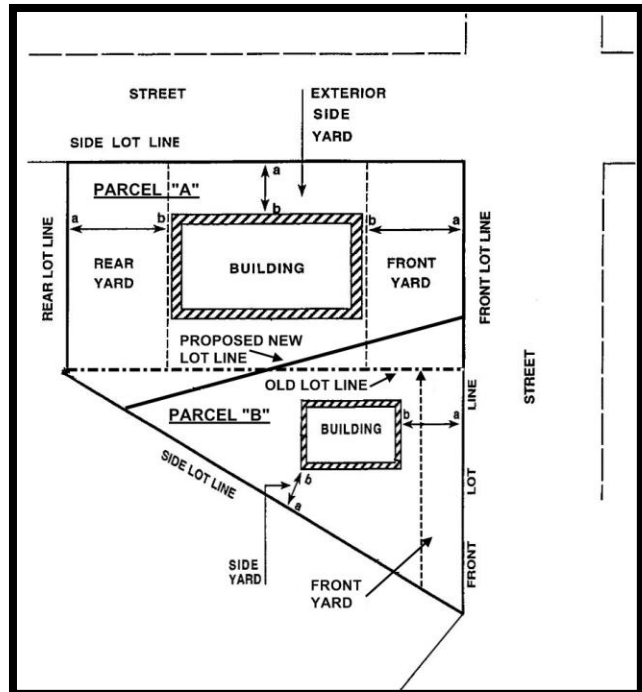 STREET
EXTERIOR
SIDE
YARD
SIDE LOT LINE
PARCEL "A"
a
b
REAR LOT LINE
a
b
REAR
YARD
BUILDING
b
a
FRONT
YARD
FRONT LOT LINE
PROPOSED NEW
LOT LINE
OLD LOT LINE
STREET
PARCEL "B"
BUILDING
b
a
FRONT LOT LINE
SIDE LOT LINE
b
a
SIDE
YARD
FRONT
YARD